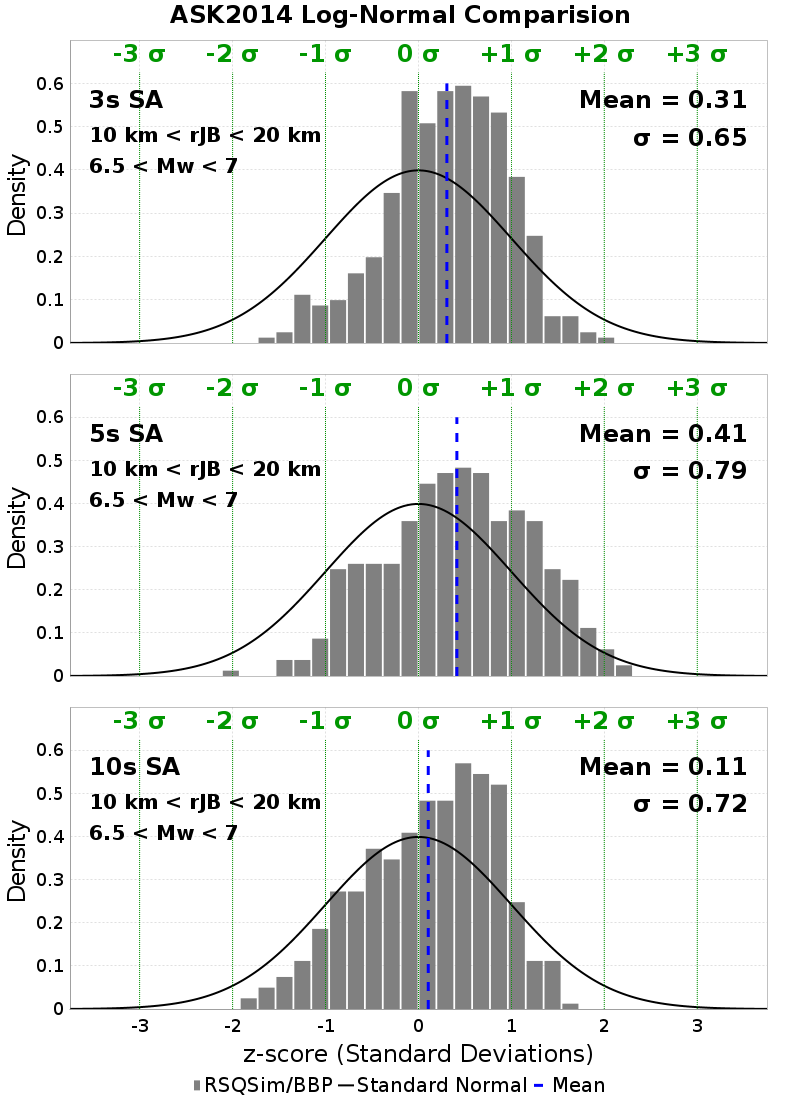 ASK2014 Log-Normal Comparision
-3 σ -2 σ -1 σ 0 σ +1 σ +2 σ +3 σ
3s SA
10 km < rJB < 20 km
6.5 < Mw < 7
Mean = 0.31
σ = 0.65
Density
0.6
0.5
0.4
0.3
0.2
0.1
0
-3 σ -2 σ -1 σ 0 σ +1 σ +2 σ +3 σ
5s SA
10 km < rJB < 20 km
6.5 < Mw < 7
Mean = 0.41
σ = 0.79
Density
0.6
0.5
0.4
0.3
0.2
0.1
0
-3 σ -2 σ -1 σ 0 σ +1 σ +2 σ +3 σ
10s SA
10 km < rJB < 20 km
6.5 < Mw < 7
Mean = 0.11
σ = 0.72
Density
0.6
0.5
0.4
0.3
0.2
0.1
0
-3 -2 -1 0 1 2 3
z-score (Standard Deviations)
RSQSim/BBP Standard Normal Mean